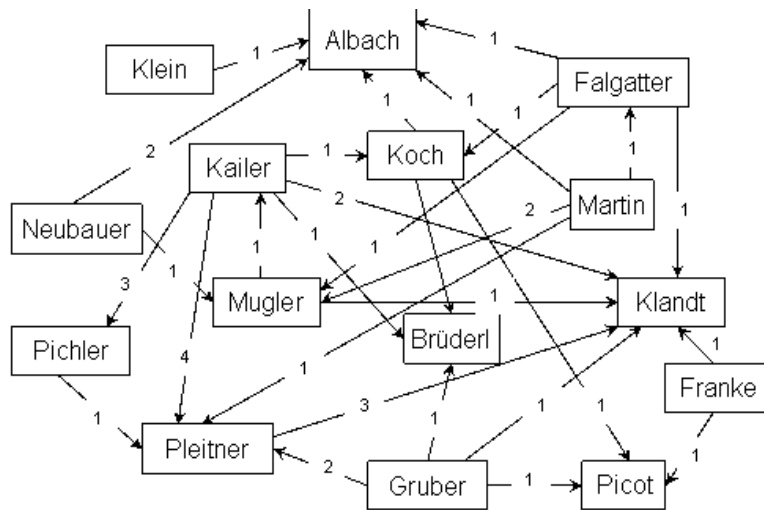 Albach
1
Klein
1
Falgatter
1
1
2
1
Kailer
1
Koch
1
Martin
2
2
1
Neubauer
1
1
1
1
3
Mugler
1
Klandt
Pichler
Brüderl
4
1
1
Franke
1
3
1
1
1
Pleitner
2
1
Gruber
1
Picot